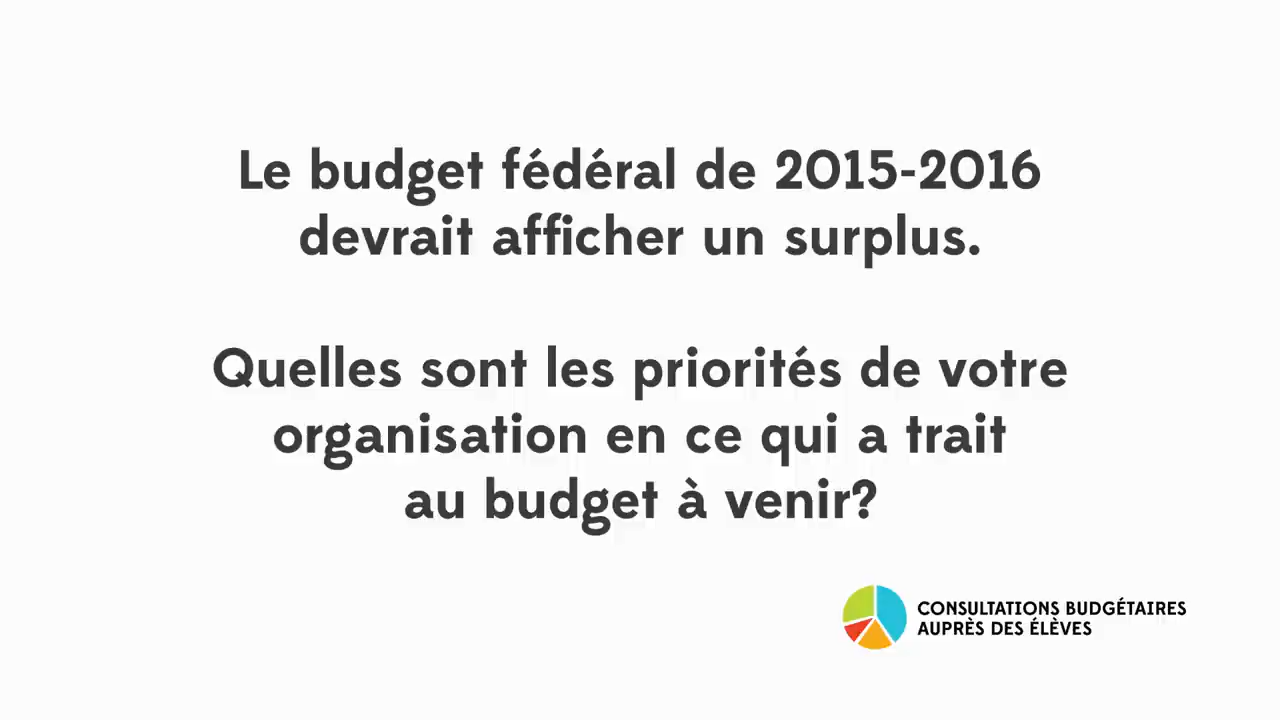 Le budget fédéral de 2015-2016
devrait afficher un surplus.
Quelles sont les priorités de votre
organisation en ce qui a trait
au budget à venir?
CONSULTATIONS BUDGÉTAIRES
AUPRÈS DES ÉLÈVES